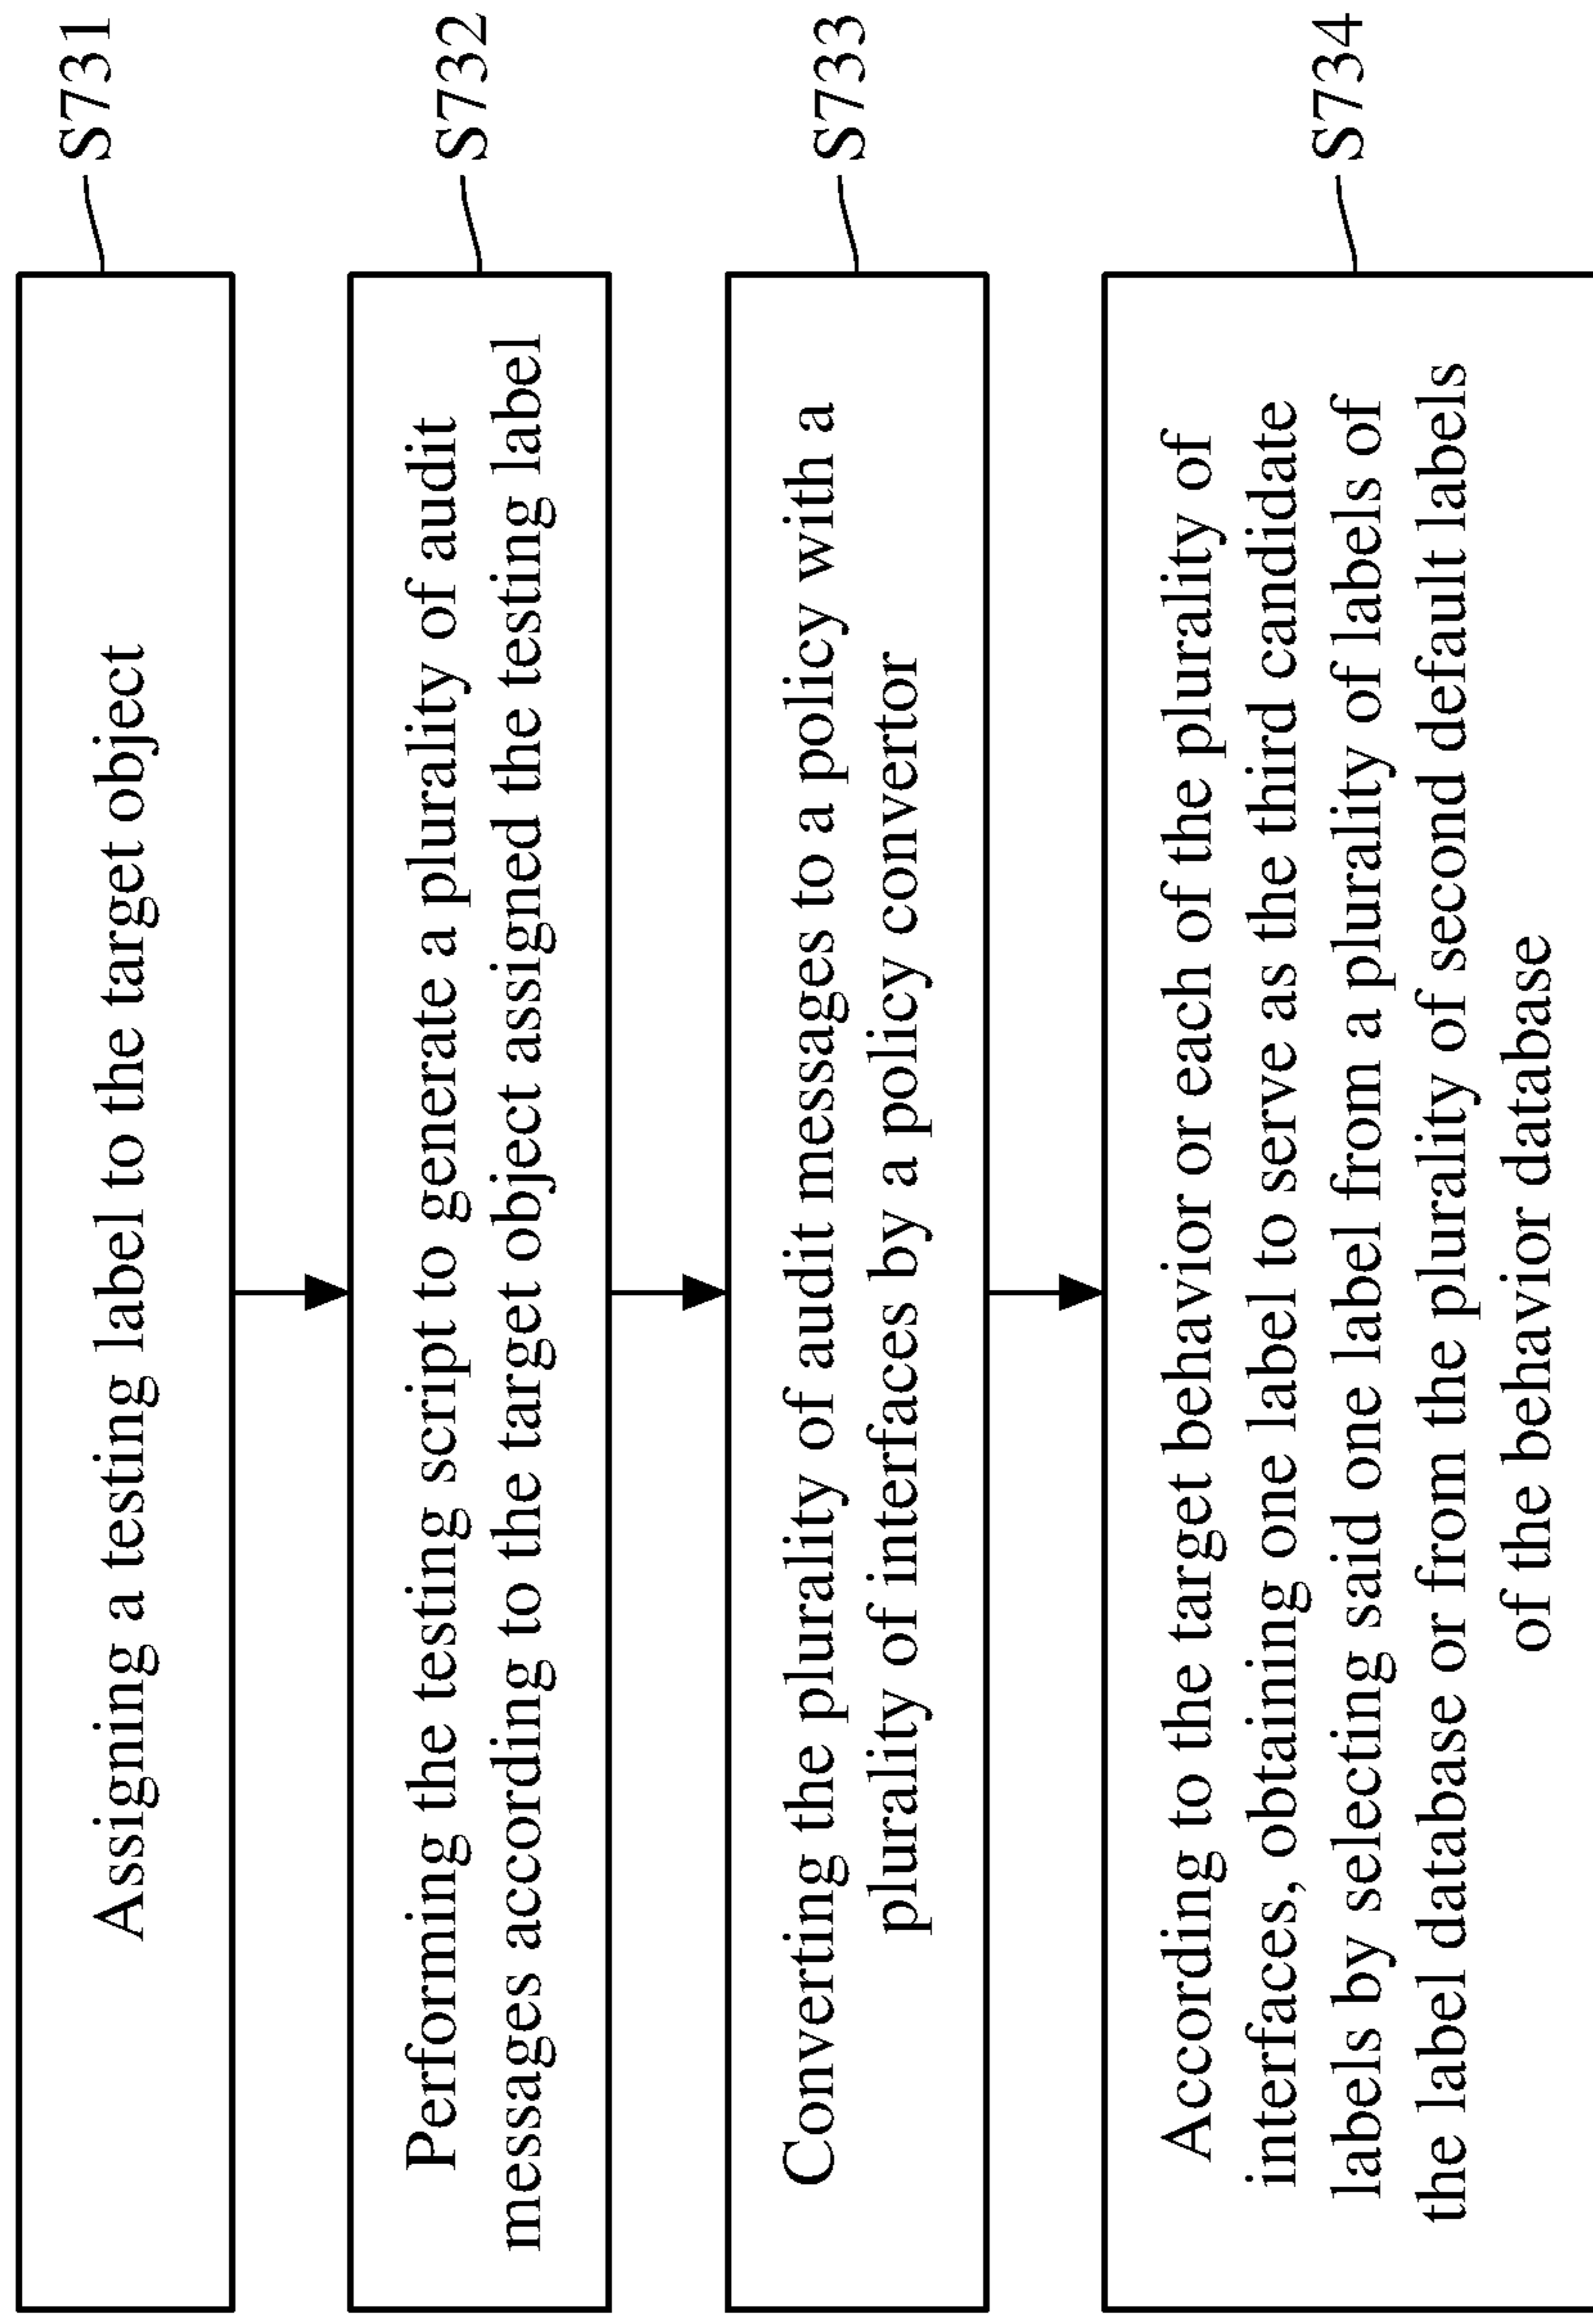 Assigning a testing label to the target object
S731
Performing the testing script to generate a plurality of audit
messages according to the target object assigned the testing label
S732
Converting the plurality of audit messages to a policy with a
plurality of interfaces by a policy convertor
S733
According to the target behavior or each of the plurality of
interfaces, obtaining one label to serve as the third candidate
labels by selecting said one label from a plurality of labels of
the label database or from the plurality of second default labels
of the behavior database
S734